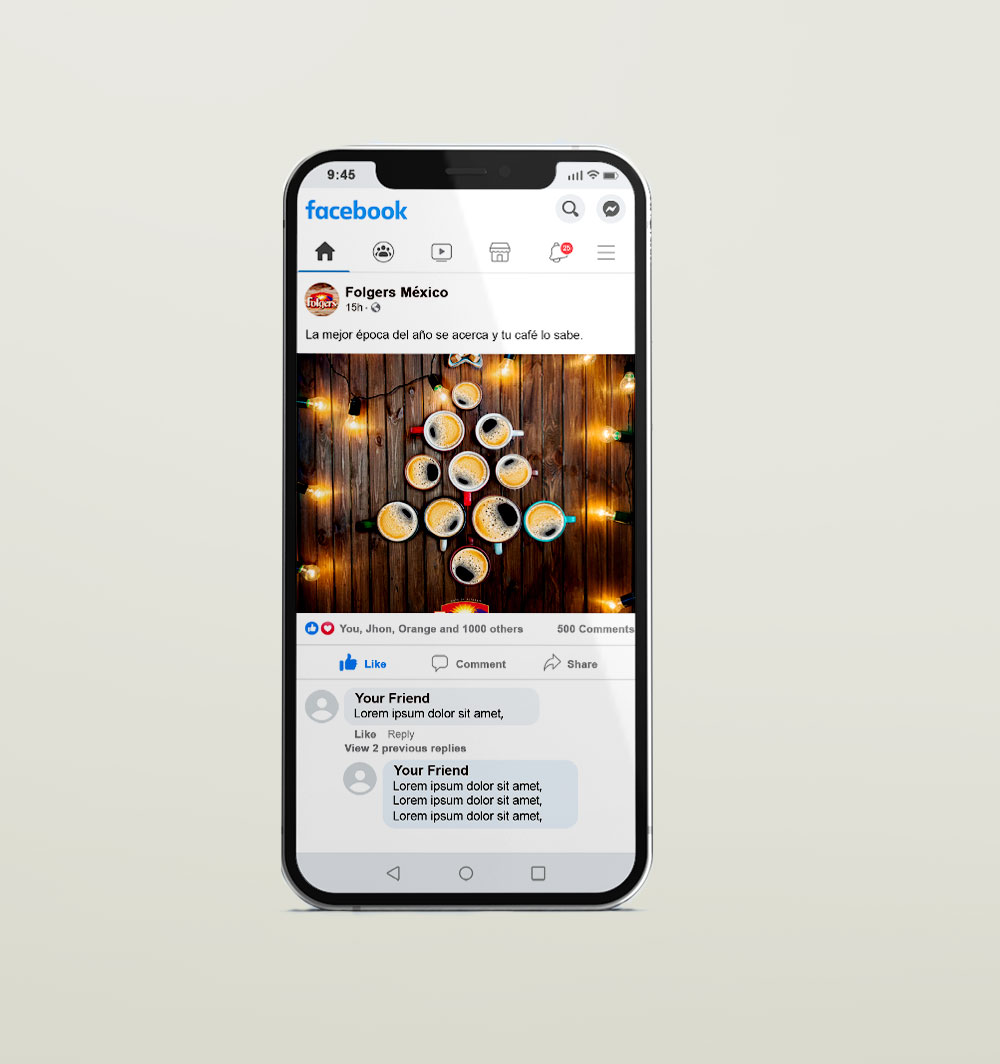 9:45
facebook
25
Folgers
Folgers México
15h ·
La mejor época del año se acerca y tu café lo sabe.
You, Jhon, Orange and 1000 others 500 Comments
Like Comment Share
Your Friend
Lorem ipsum dolor sit amet,
Like Reply
View 2 previous replies
Your Friend
Lorem ipsum dolor sit amet,
Lorem ipsum dolor sit amet,
Lorem ipsum dolor sit amet,